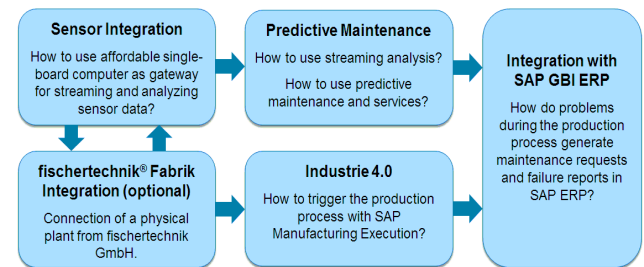 Sensor Integration
How to use affordable single-
board computer as gateway
for streaming and analyzing
sensor data?
Predictive Maintenance
How to use streaming analysis?
How to use predictive
maintenance and services?
Integration with
SAP GBI ERP
How do problems
during the production
process generate
maintenance requests
and failure reports in
SAP ERP?
fischertechnik® Fabrik
Integration (optional)
Connection of a physical
plant from fischertechnik
GmbH.
Industrie 4.0
How to trigger the production
process with SAP
Manufacturing Execution?